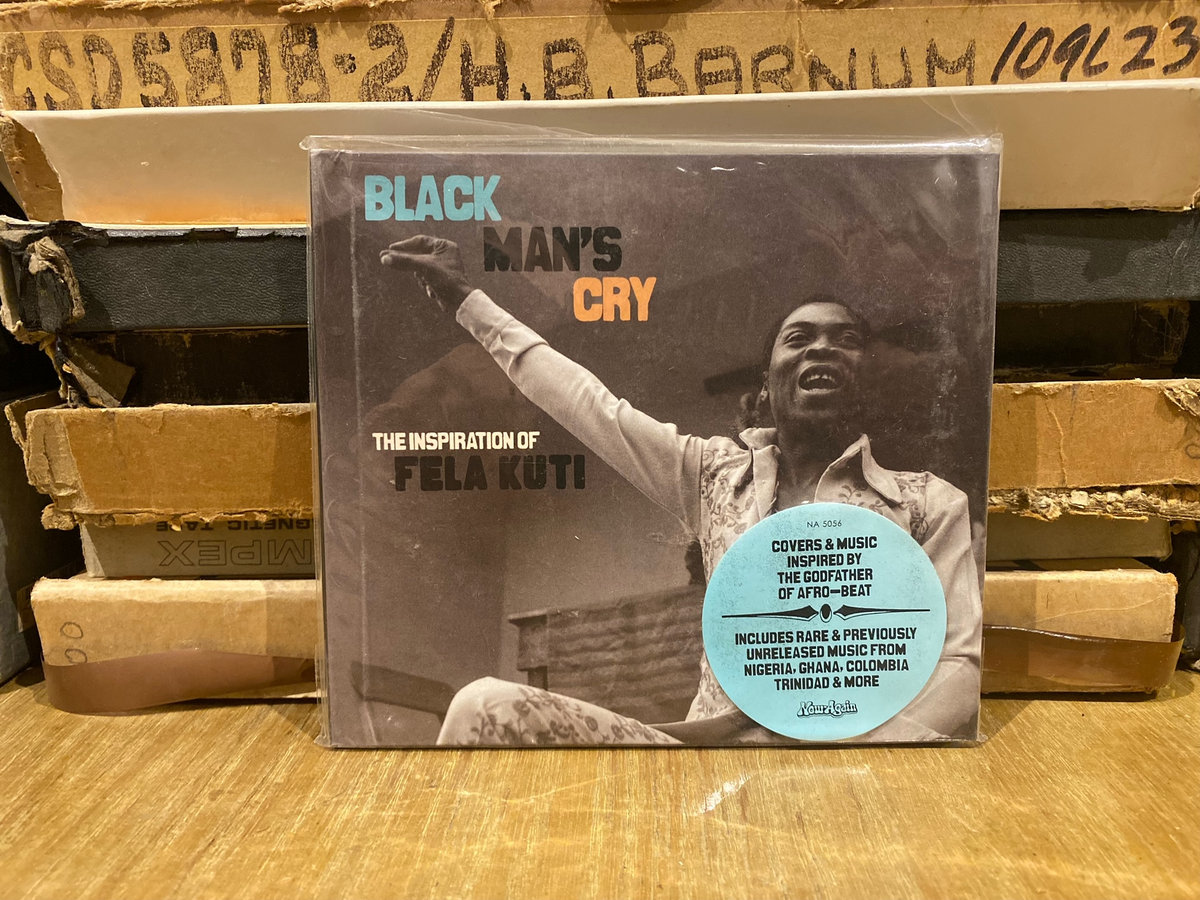 CSD5878-2/H.B. BARNUM 109L23
BLACK
MAN'S
CRY
THE INSPIRATION OF
FELA KUTI
NA 5056
COVERS & MUSIC
INSPIRED BY
THE GODFATHER
OF AFRO-BEAT
INCLUDES RARE & PREVIOUSLY
UNRELEASED MUSIC FROM
NIGERIA, GHANA, COLOMBIA
TRINIDAD & MORE
Now-Again